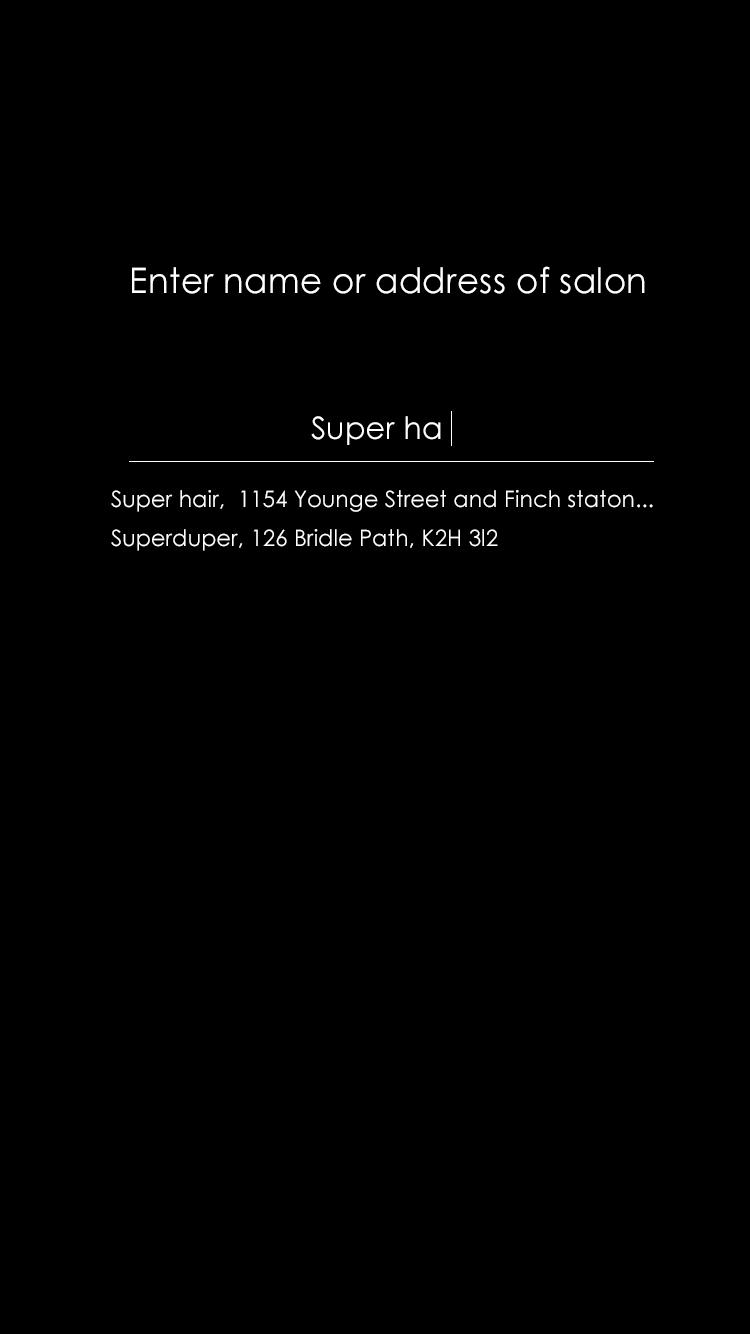 Enter name or address of salon
Super ha
Super hair, 1154 Younge Street and Finch staton...
Superduper, 126 Bridle Path, K2H 3l2